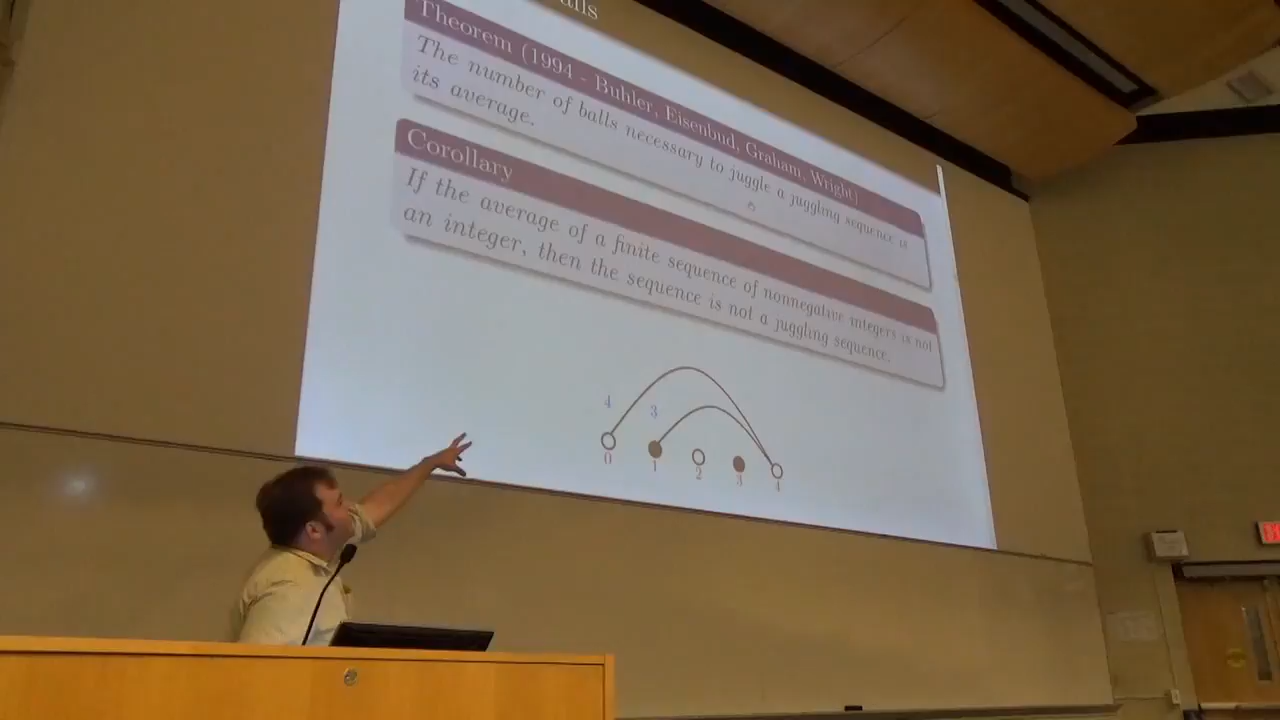 alls
Theorem (1994 - Buhler, Eisenbud, Graham, Wright)
The number of balls necessary to juggle a juggling sequence is
its average.
Corollary
If the average of a finite sequence of nonnegative integers is not
an integer, then the sequence is not a juggling sequence.
4 3
0 1 2 3 4